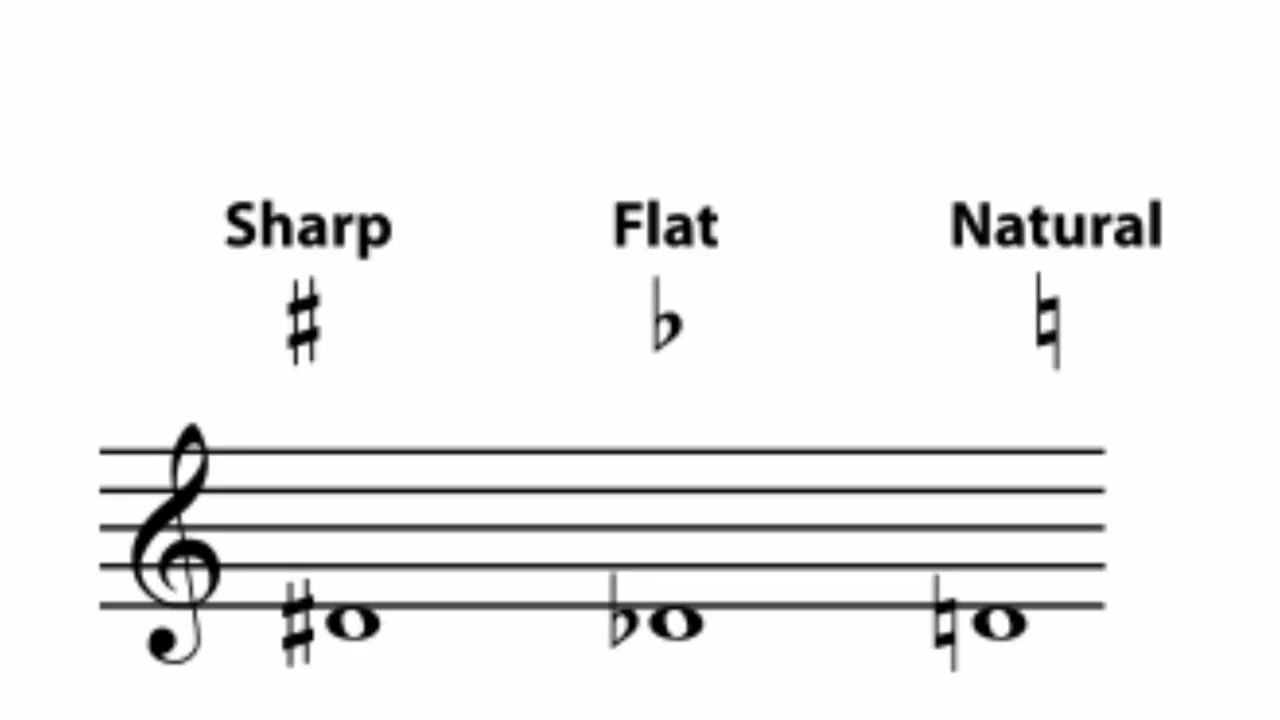 Sharp Flat Natural
♯ ♭ ♮